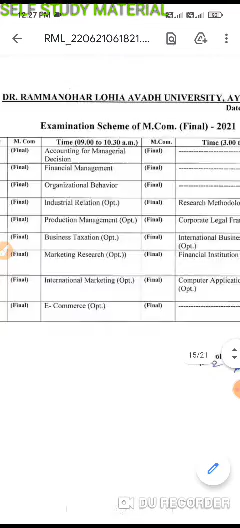 SELF STUDY MATERIAL
12:27 PM
RML_220621061821....
DR. RAMMANOHAR LOHIA AVADH UNIVERSITY, AY
Date
Examination Scheme of M.Com. (Final) - 2021
M. Com Time (09.00 to 10.30 a.m.) M.Com. Time (3.00 t
(Final) Accounting for Managerial Decision (Final) --------------------
(Final) Financial Management (Final) --------------------
(Final) Organizational Behavior (Final) --------------------
(Final) Industrial Relation (Opt.) (Final) Research Methodolo
(Final) Production Management (Opt.) (Final) Corporate Legal Fra
(Final) Business Taxation (Opt.) (Final) International Busine (Opt.)
(Final) Marketing Research (Opt.)) (Final) Financial Institution
(Final) International Marketing (Opt.) (Final) Computer Applicatio (Opt.)
(Final) E- Commerce (Opt.) (Final) --------------------
15/21 of
DU RECORDER